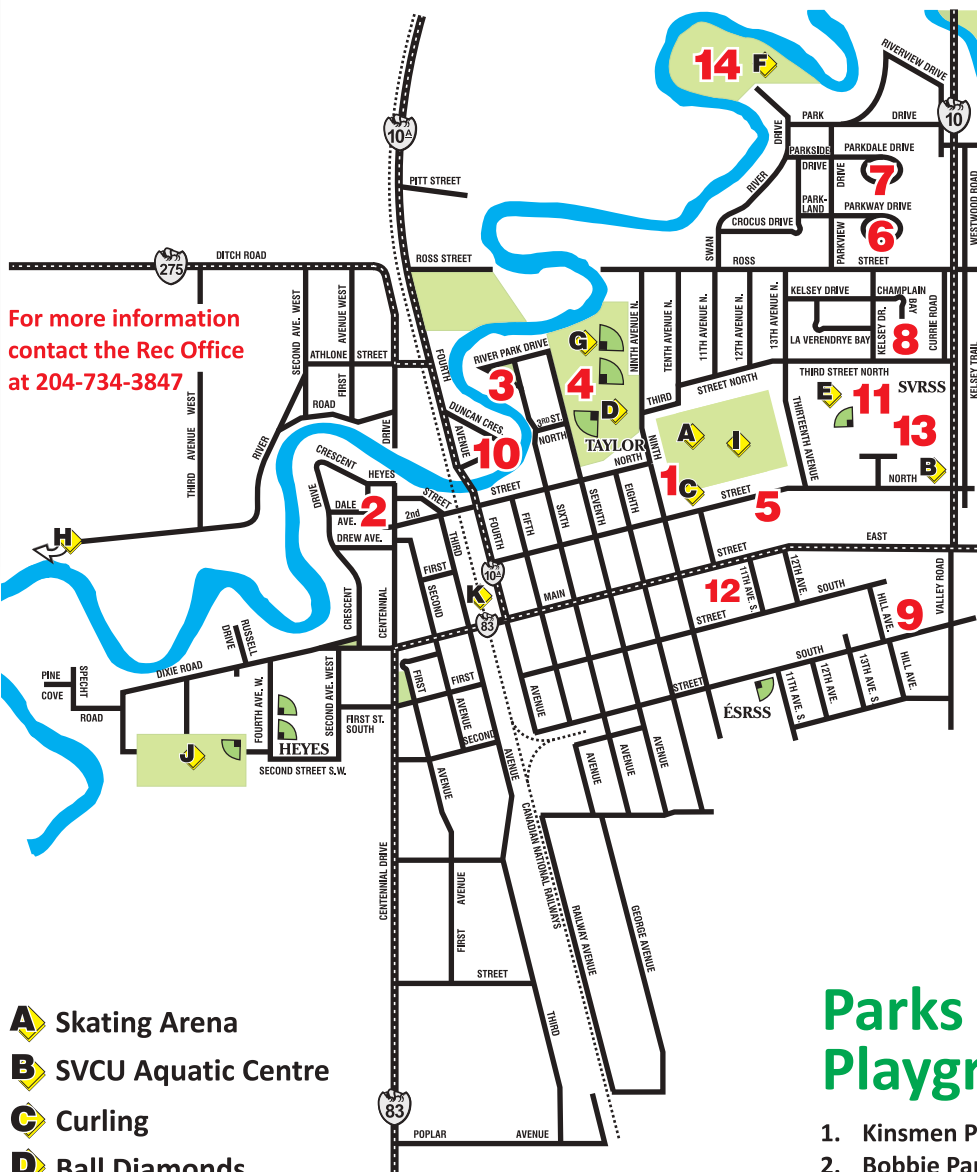 14
F
RIVERVIEW DRIVE
10
10A
PARK
DRIVE
DRIVE
PARKSIDE
PARKDALE DRIVE
DRIVE
DRIVE
7
PITT STREET
RIVER
PARK-
LAND
PARKWAY DRIVE
WESTWOOD ROAD
CROCUS DRIVE
6
SWAN
PARKVIEW
ROSS
STREET
DITCH ROAD
275
ROSS STREET
For more information
contact the Rec Office
at 204-734-3847
SECOND AVE. WEST
AVENUE WEST
FIRST
ATHLONE
STREET
FOURTH
AVENUE
NINTH AVENUE N.
TENTH AVENUE N.
11TH AVENUE N.
12TH AVENUE N.
13TH AVENUE N.
KELSEY DRIVE
CHAMPLAIN
BAY
KELSEY DR.
LA VERENDRYE BAY
8
CURRIE ROAD
KELSEY TRAIL
G
RIVER PARK DRIVE
3
4
D
THIRD
STREET NORTH
THIRD STREET NORTH
E
SVRSS
11
13
B
THIRTEENTH AVENUE
NORTH
THIRD AVENUE WEST
RIVER
ROAD
DRIVE
DUNCAN CRES.
10
3RD ST.
NORTH
TAYLOR
NORTH
NINTH
A
I
1
C
STREET
5
CRESCENT
HEYES
DRIVE
DALE
AVE.
2
DREW AVE.
2nd
STREET
STREET
THIRD
FOURTH
FIFTH
SIXTH
SEVENTH
EIGHTH
H
FIRST
SECOND
K
10A
83
MAIN
STREET
EAST
CRESCENT
CENTENNIAL
12
11TH AVE. S.
12TH AVE.
SOUTH
STREET
HILL AVE.
9
VALLEY ROAD
RUSSELL
DRIVE
DIXIE ROAD
PINE
COVE
SPECHT
ROAD
FOURTH AVE. W.
SECOND AVE. WEST
HEYES
FIRST ST.
SOUTH
SECOND STREET S.W.
J
FIRST
FIRST
AVENUE
SECOND
AVENUE
AVENUE
AVENUE
STREET
SOUTH
ÉSRSS
11TH AVE. S.
12TH AVE.
13TH AVE. S.
HILL AVE.
AVENUE
AVENUE
AVENUE
CANADIAN NATIONAL RAILWAYS
CENTENNIAL DRIVE
AVENUE
FIRST
RAILWAY AVENUE
GEORGE AVENUE
STREET
THIRD
83
POPLAR
AVENUE
A Skating Arena
B SVCU Aquatic Centre
C Curling
D Ball Diamonds
Parks
Playgr
1. Kinsmen P
2. Bobbie Par